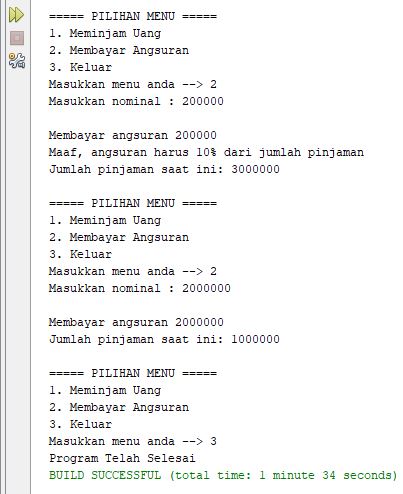 ===== PILIHAN MENU =====
1. Meminjam Uang
2. Membayar Angsuran
3. Keluar
Masukkan menu anda --> 2
Masukkan nominal : 200000
Membayar angsuran 200000
Maaf, angsuran harus 10% dari jumlah pinjaman
Jumlah pinjaman saat ini: 3000000
===== PILIHAN MENU =====
1. Meminjam Uang
2. Membayar Angsuran
3. Keluar
Masukkan menu anda --> 2
Masukkan nominal : 2000000
Membayar angsuran 2000000
Jumlah pinjaman saat ini: 1000000
===== PILIHAN MENU =====
1. Meminjam Uang
2. Membayar Angsuran
3. Keluar
Masukkan menu anda --> 3
Program Telah Selesai
BUILD SUCCESSFUL (total time: 1 minute 34 seconds)